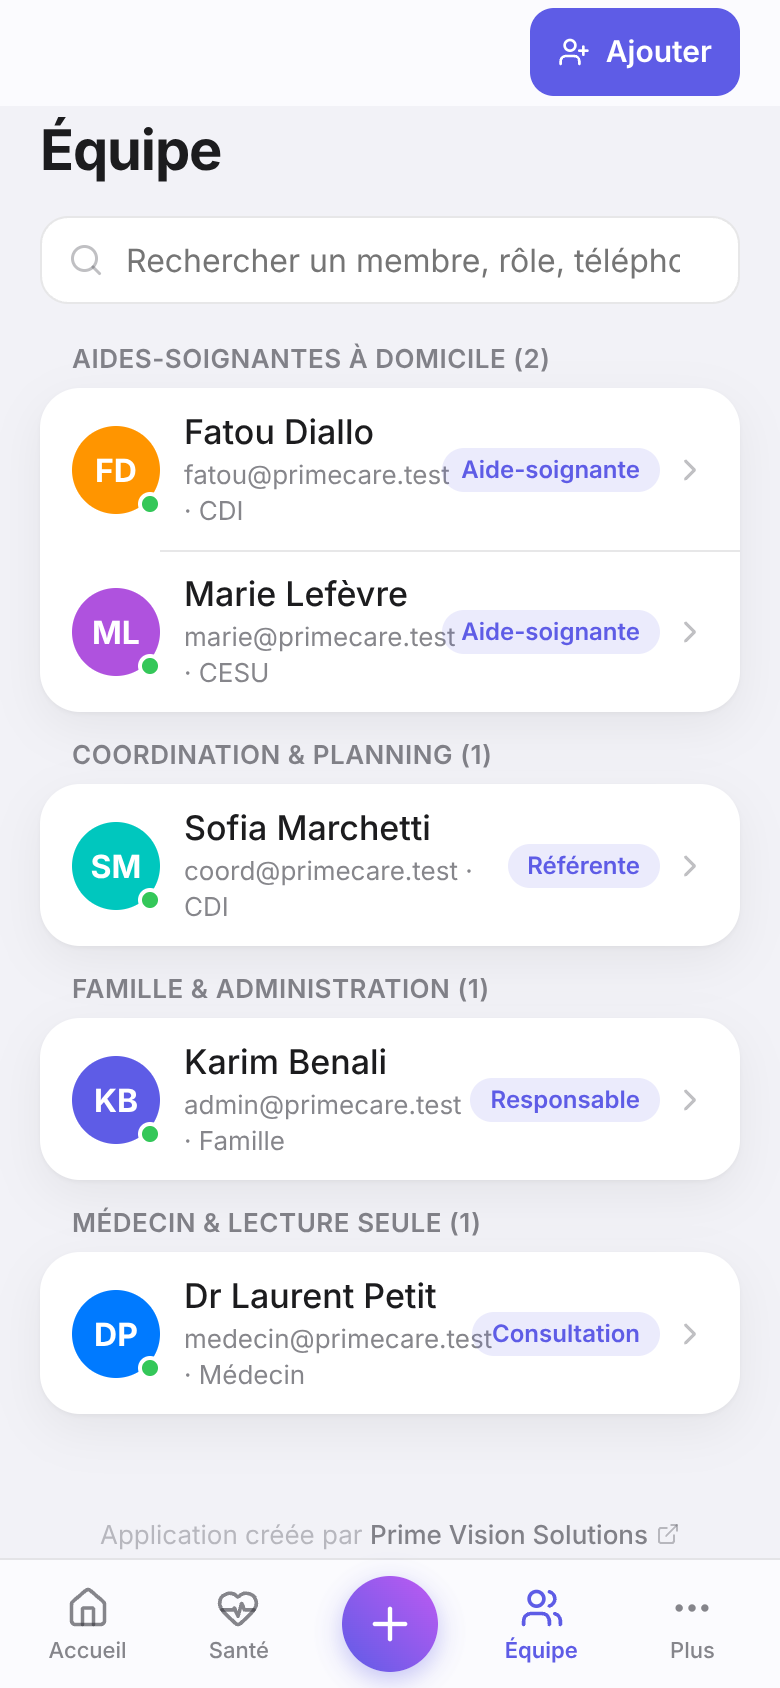 Ajouter
Équipe
Rechercher un membre, rôle, télépho
AIDES-SOIGNANTES À DOMICILE (2)
FD
Fatou Diallo
fatou@primecare.test
· CDI
Aide-soignante
ML
Marie Lefèvre
marie@primecare.test
· CESU
Aide-soignante
COORDINATION & PLANNING (1)
SM
Sofia Marchetti
coord@primecare.test ·
CDI
Référente
FAMILLE & ADMINISTRATION (1)
KB
Karim Benali
admin@primecare.test
· Famille
Responsable
MÉDECIN & LECTURE SEULE (1)
DP
Dr Laurent Petit
medecin@primecare.test
· Médecin
Consultation
Application créée par Prime Vision Solutions
Accueil
Santé
Équipe
Plus